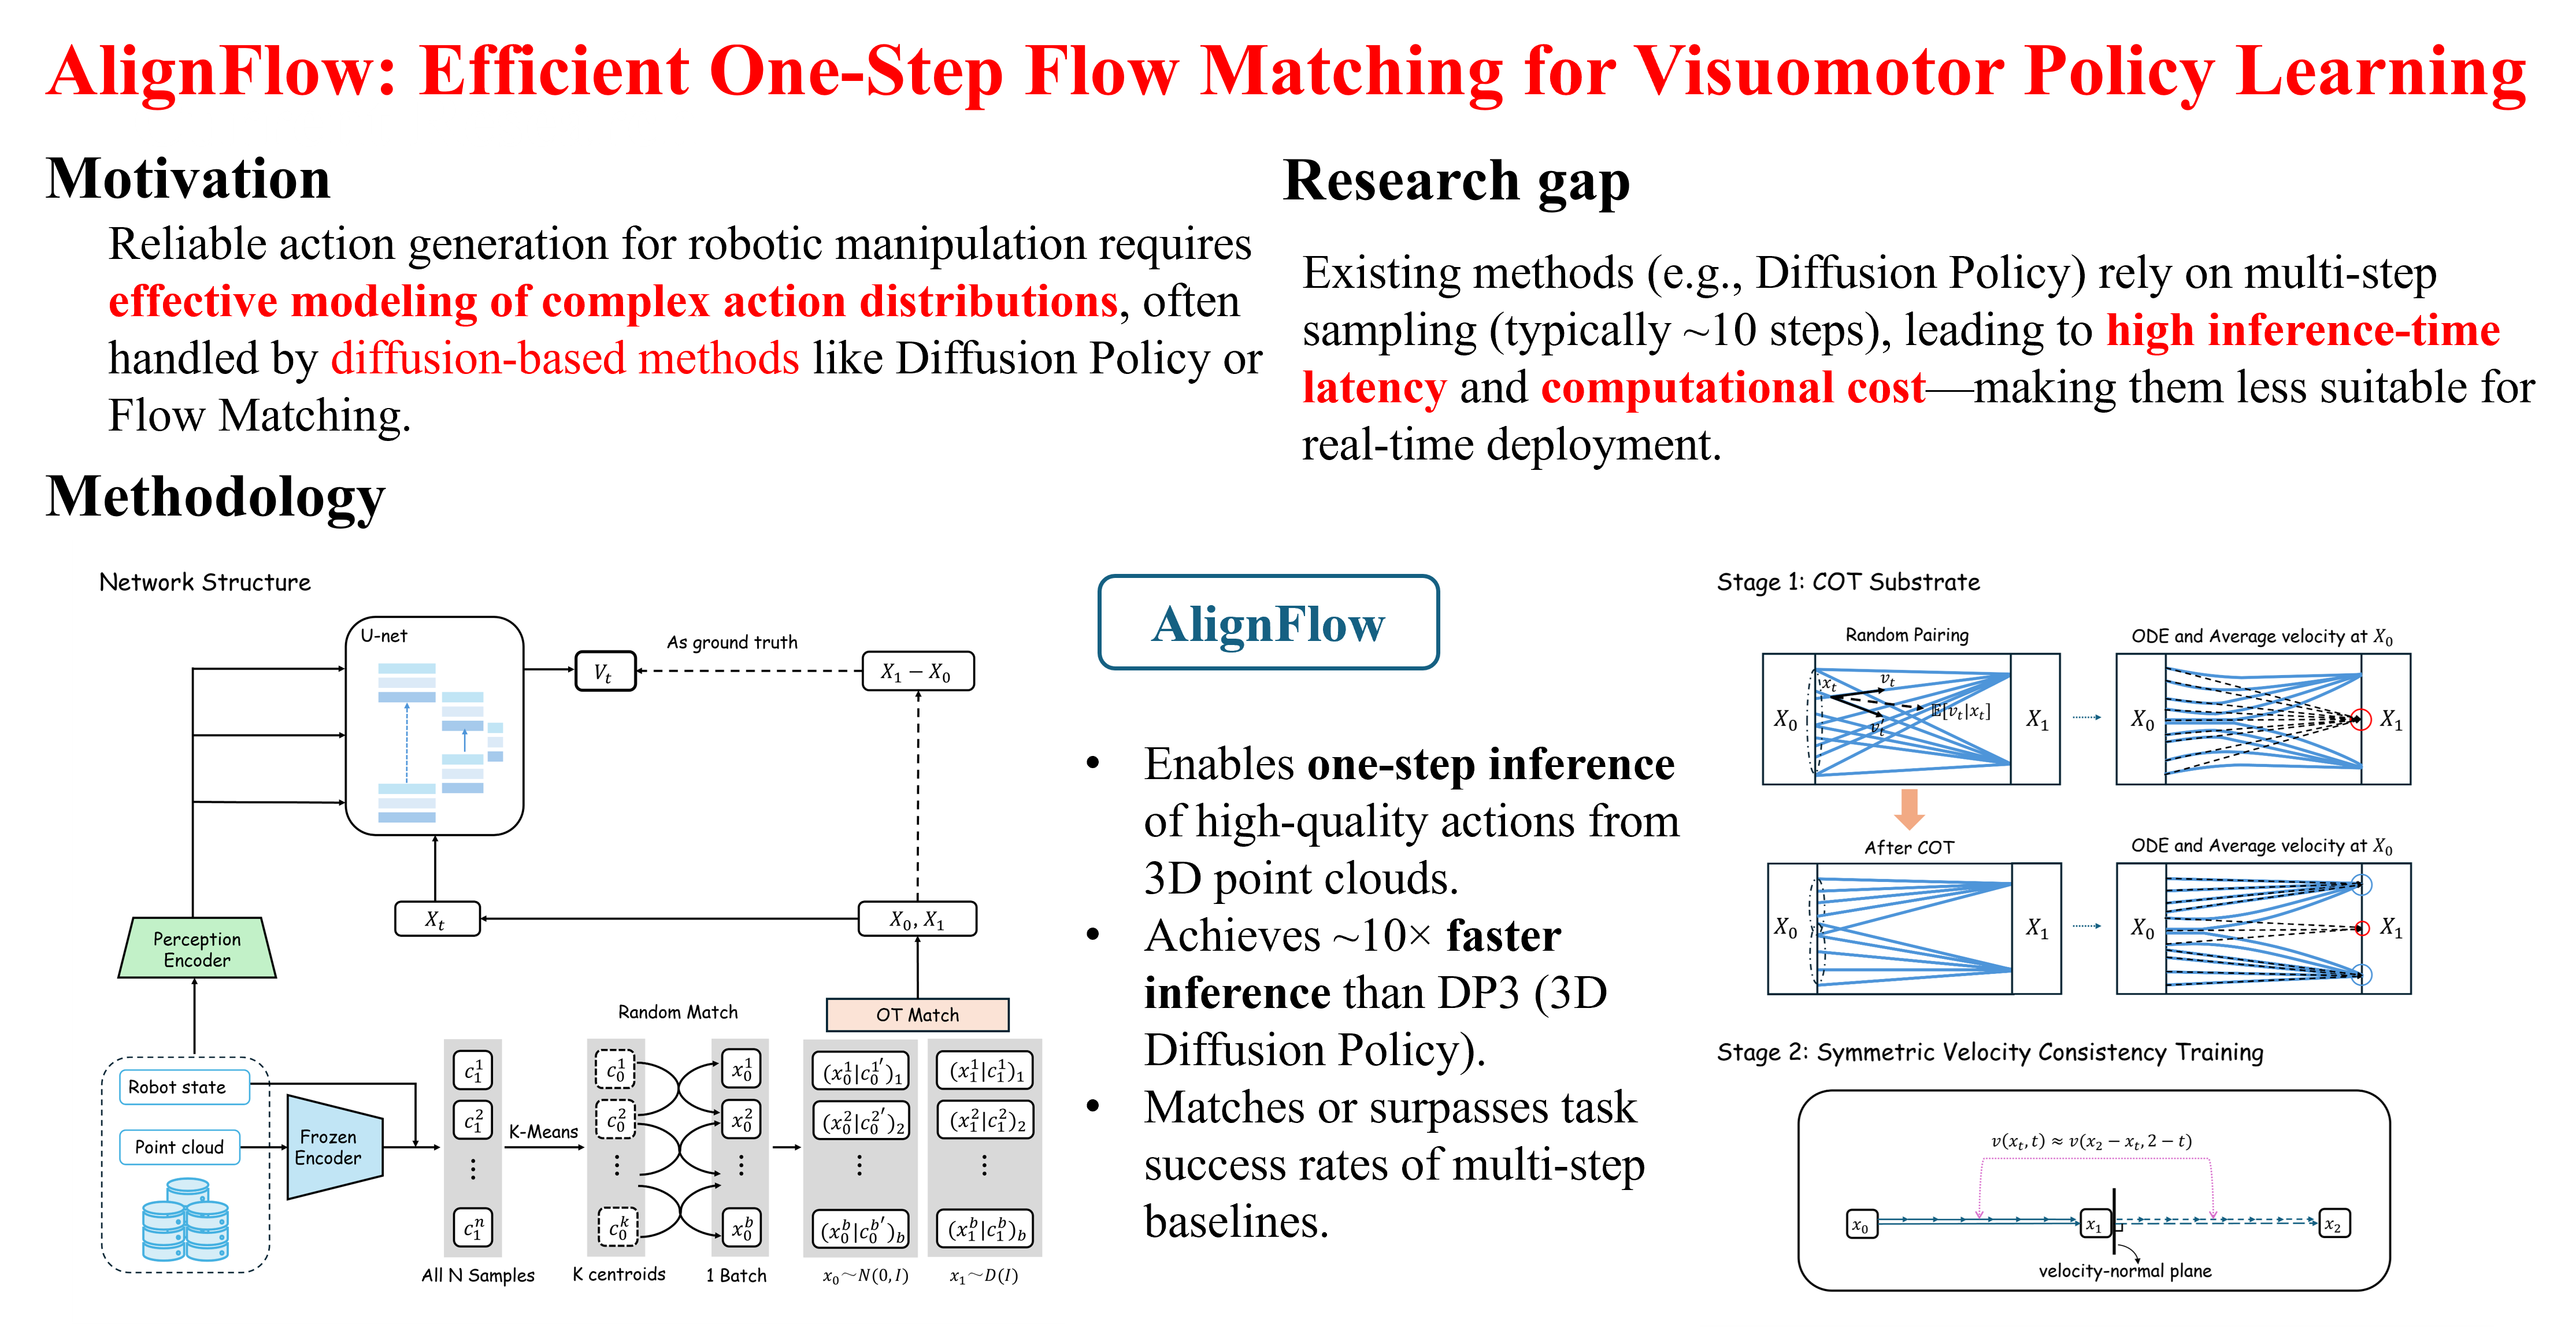 AlignFlow: Efficient One-Step Flow Matching for Visuomotor Policy Learning
Motivation
Reliable action generation for robotic manipulation requires
effective modeling of complex action distributions, often
handled by diffusion-based methods like Diffusion Policy or
Flow Matching.
Research gap
Existing methods (e.g., Diffusion Policy) rely on multi-step
sampling (typically ~10 steps), leading to high inference-time
latency and computational cost—making them less suitable for
real-time deployment.
Methodology
Network Structure
U-net
V_t
As ground truth
X_1 − X_0
X_t
X_0, X_1
Perception
Encoder
Random Match
OT Match
Robot state
Point cloud
Frozen
Encoder
K-Means
c_1^1
c_1^2
⋮
c_1^n
c_0^1
c_0^2
⋮
c_0^k
x_0^1
x_0^2
⋮
x_0^b
(x_0^1|c_0^{1′})_1
(x_0^2|c_0^{2′})_2
⋮
(x_0^b|c_0^{b′})_b
(x_1^1|c_1^1)_1
(x_1^2|c_1^2)_2
⋮
(x_1^b|c_1^b)_b
All N Samples
K centroids
1 Batch
x_0~N(0,I)
x_1~D(I)
AlignFlow
• Enables one-step inference
of high-quality actions from
3D point clouds.
• Achieves ~10× faster
inference than DP3 (3D
Diffusion Policy).
• Matches or surpasses task
success rates of multi-step
baselines.
Stage 1: COT Substrate
Random Pairing
X_0
x_t
v_t
v_t′
𝔼[v_t|x_t]
X_1
ODE and Average velocity at X_0
X_0
X_1
After COT
X_0
X_1
ODE and Average velocity at X_0
X_0
X_1
Stage 2: Symmetric Velocity Consistency Training
v(x_t, t) ≈ v(x_2 − x_t, 2 − t)
x_0
x_1
x_2
velocity-normal plane